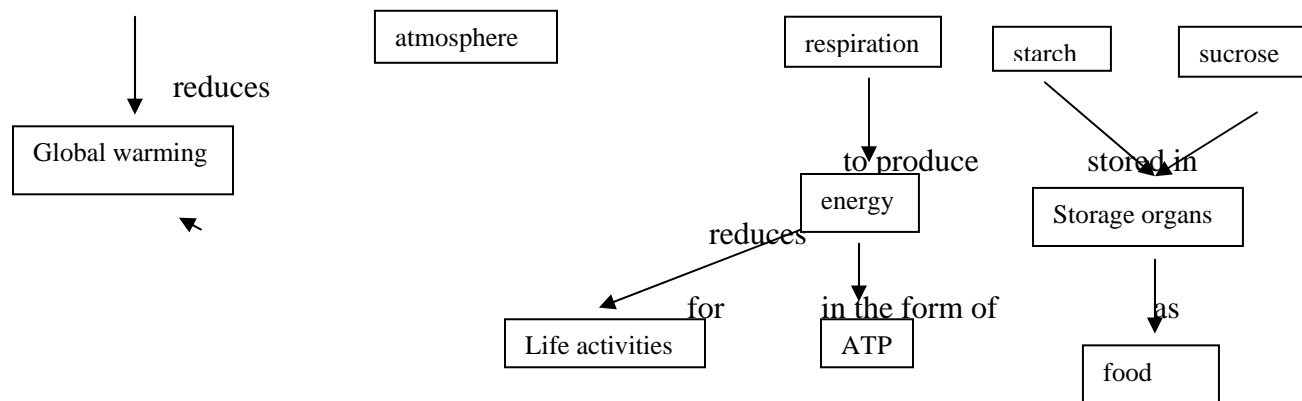 atmosphere
respiration
starch
sucrose
reduces
Global warming
to produce
stored in
energy
Storage organs
reduces
for
in the form of
as
Life activities
ATP
food